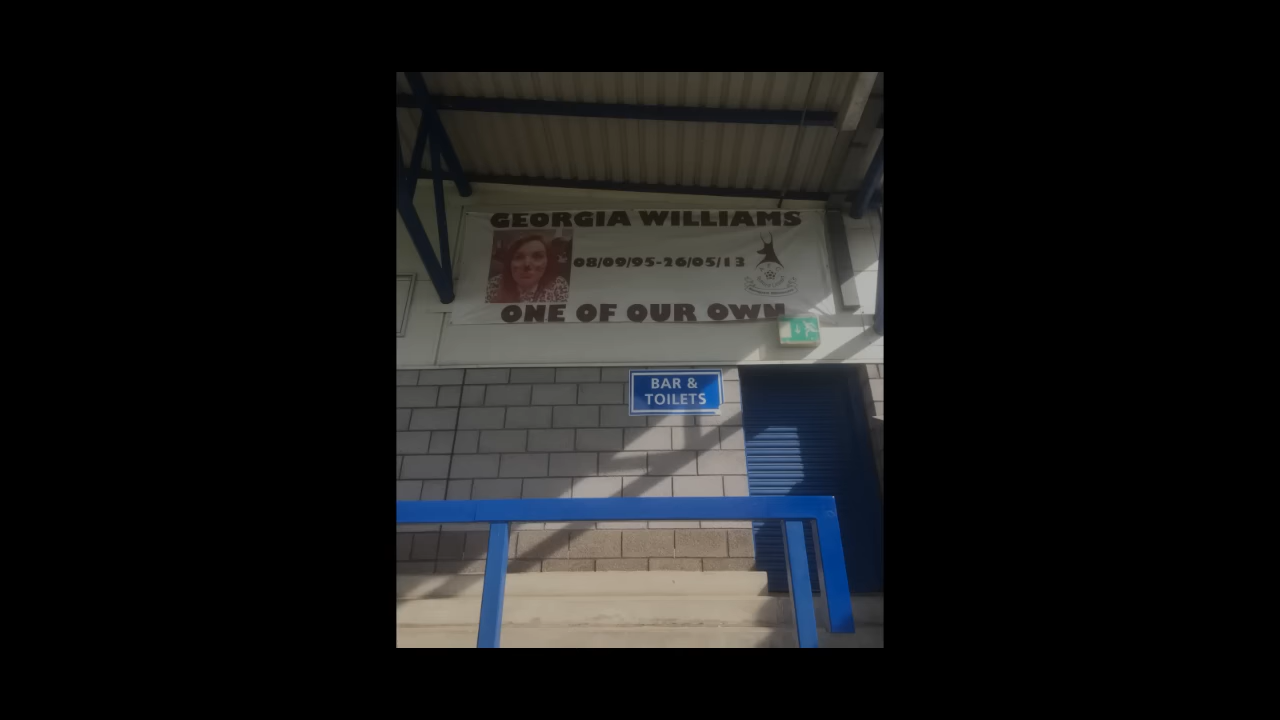 GEORGIA WILLIAMS
08/09/95-26/05/13
ONE OF OUR OWN
BAR &
TOILETS